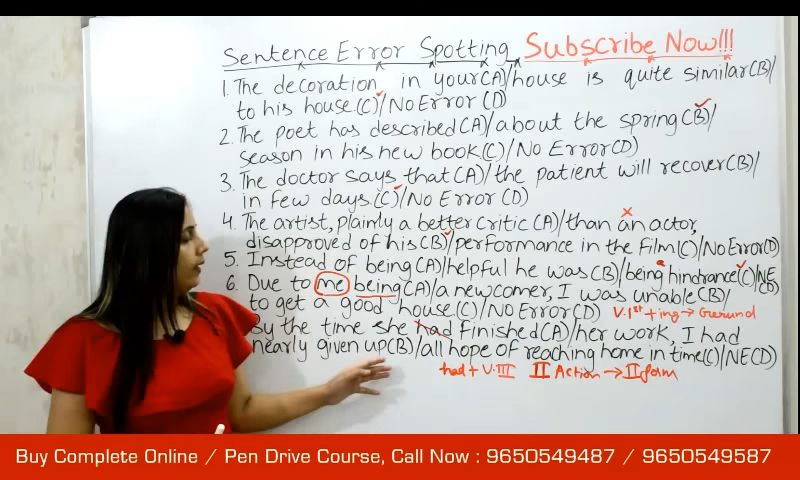 Sentence Error Spotting Subscribe Now!!!
1. The decoration in your(A)/house is quite similar(B)/
to his house(C)/No Error(D)
2. The poet has described(A)/about the spring(B)/
season in his new book(C)/No Error(D)
3. The doctor says that(A)/the patient will recover(B)/
in few days(C)/No Error(D)
4. The artist, plainly a better critic(A)/than an actor,
disapproved of his(B)/performance in the film(C)/No Error(D)
5. Instead of being(A)/helpful he was(B)/being a hindrance(C)/NE
(D)
6. Due to me being(A)/a newcomer, I was unable(B)/
to get a good house(C)/No Error(D) V.1st + ing → Gerund
By the time she had finished(A)/her work, I had
nearly given up(B)/all hope of reaching home in time(C)/NE(D)
had + V.III II Action → II form
Buy Complete Online / Pen Drive Course, Call Now : 9650549487 / 9650549587